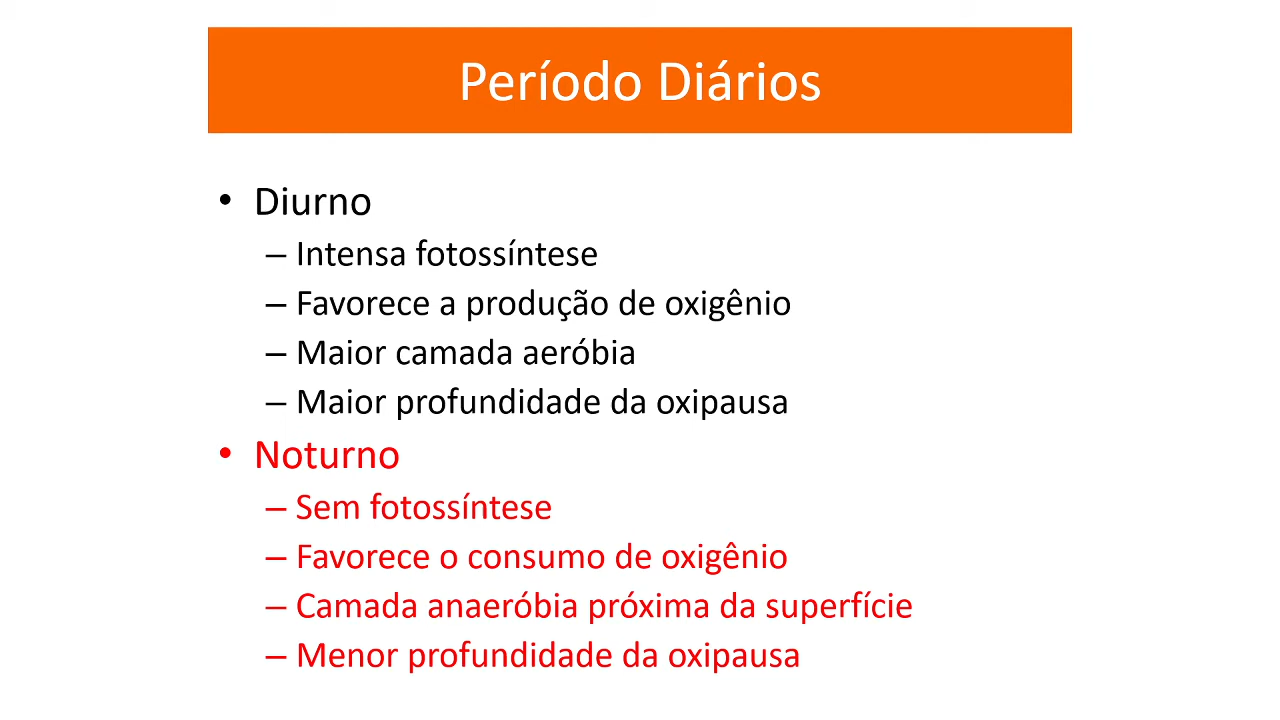 Período Diários
• Diurno
– Intensa fotossíntese
– Favorece a produção de oxigênio
– Maior camada aeróbia
– Maior profundidade da oxipausa
• Noturno
– Sem fotossíntese
– Favorece o consumo de oxigênio
– Camada anaeróbia próxima da superfície
– Menor profundidade da oxipausa